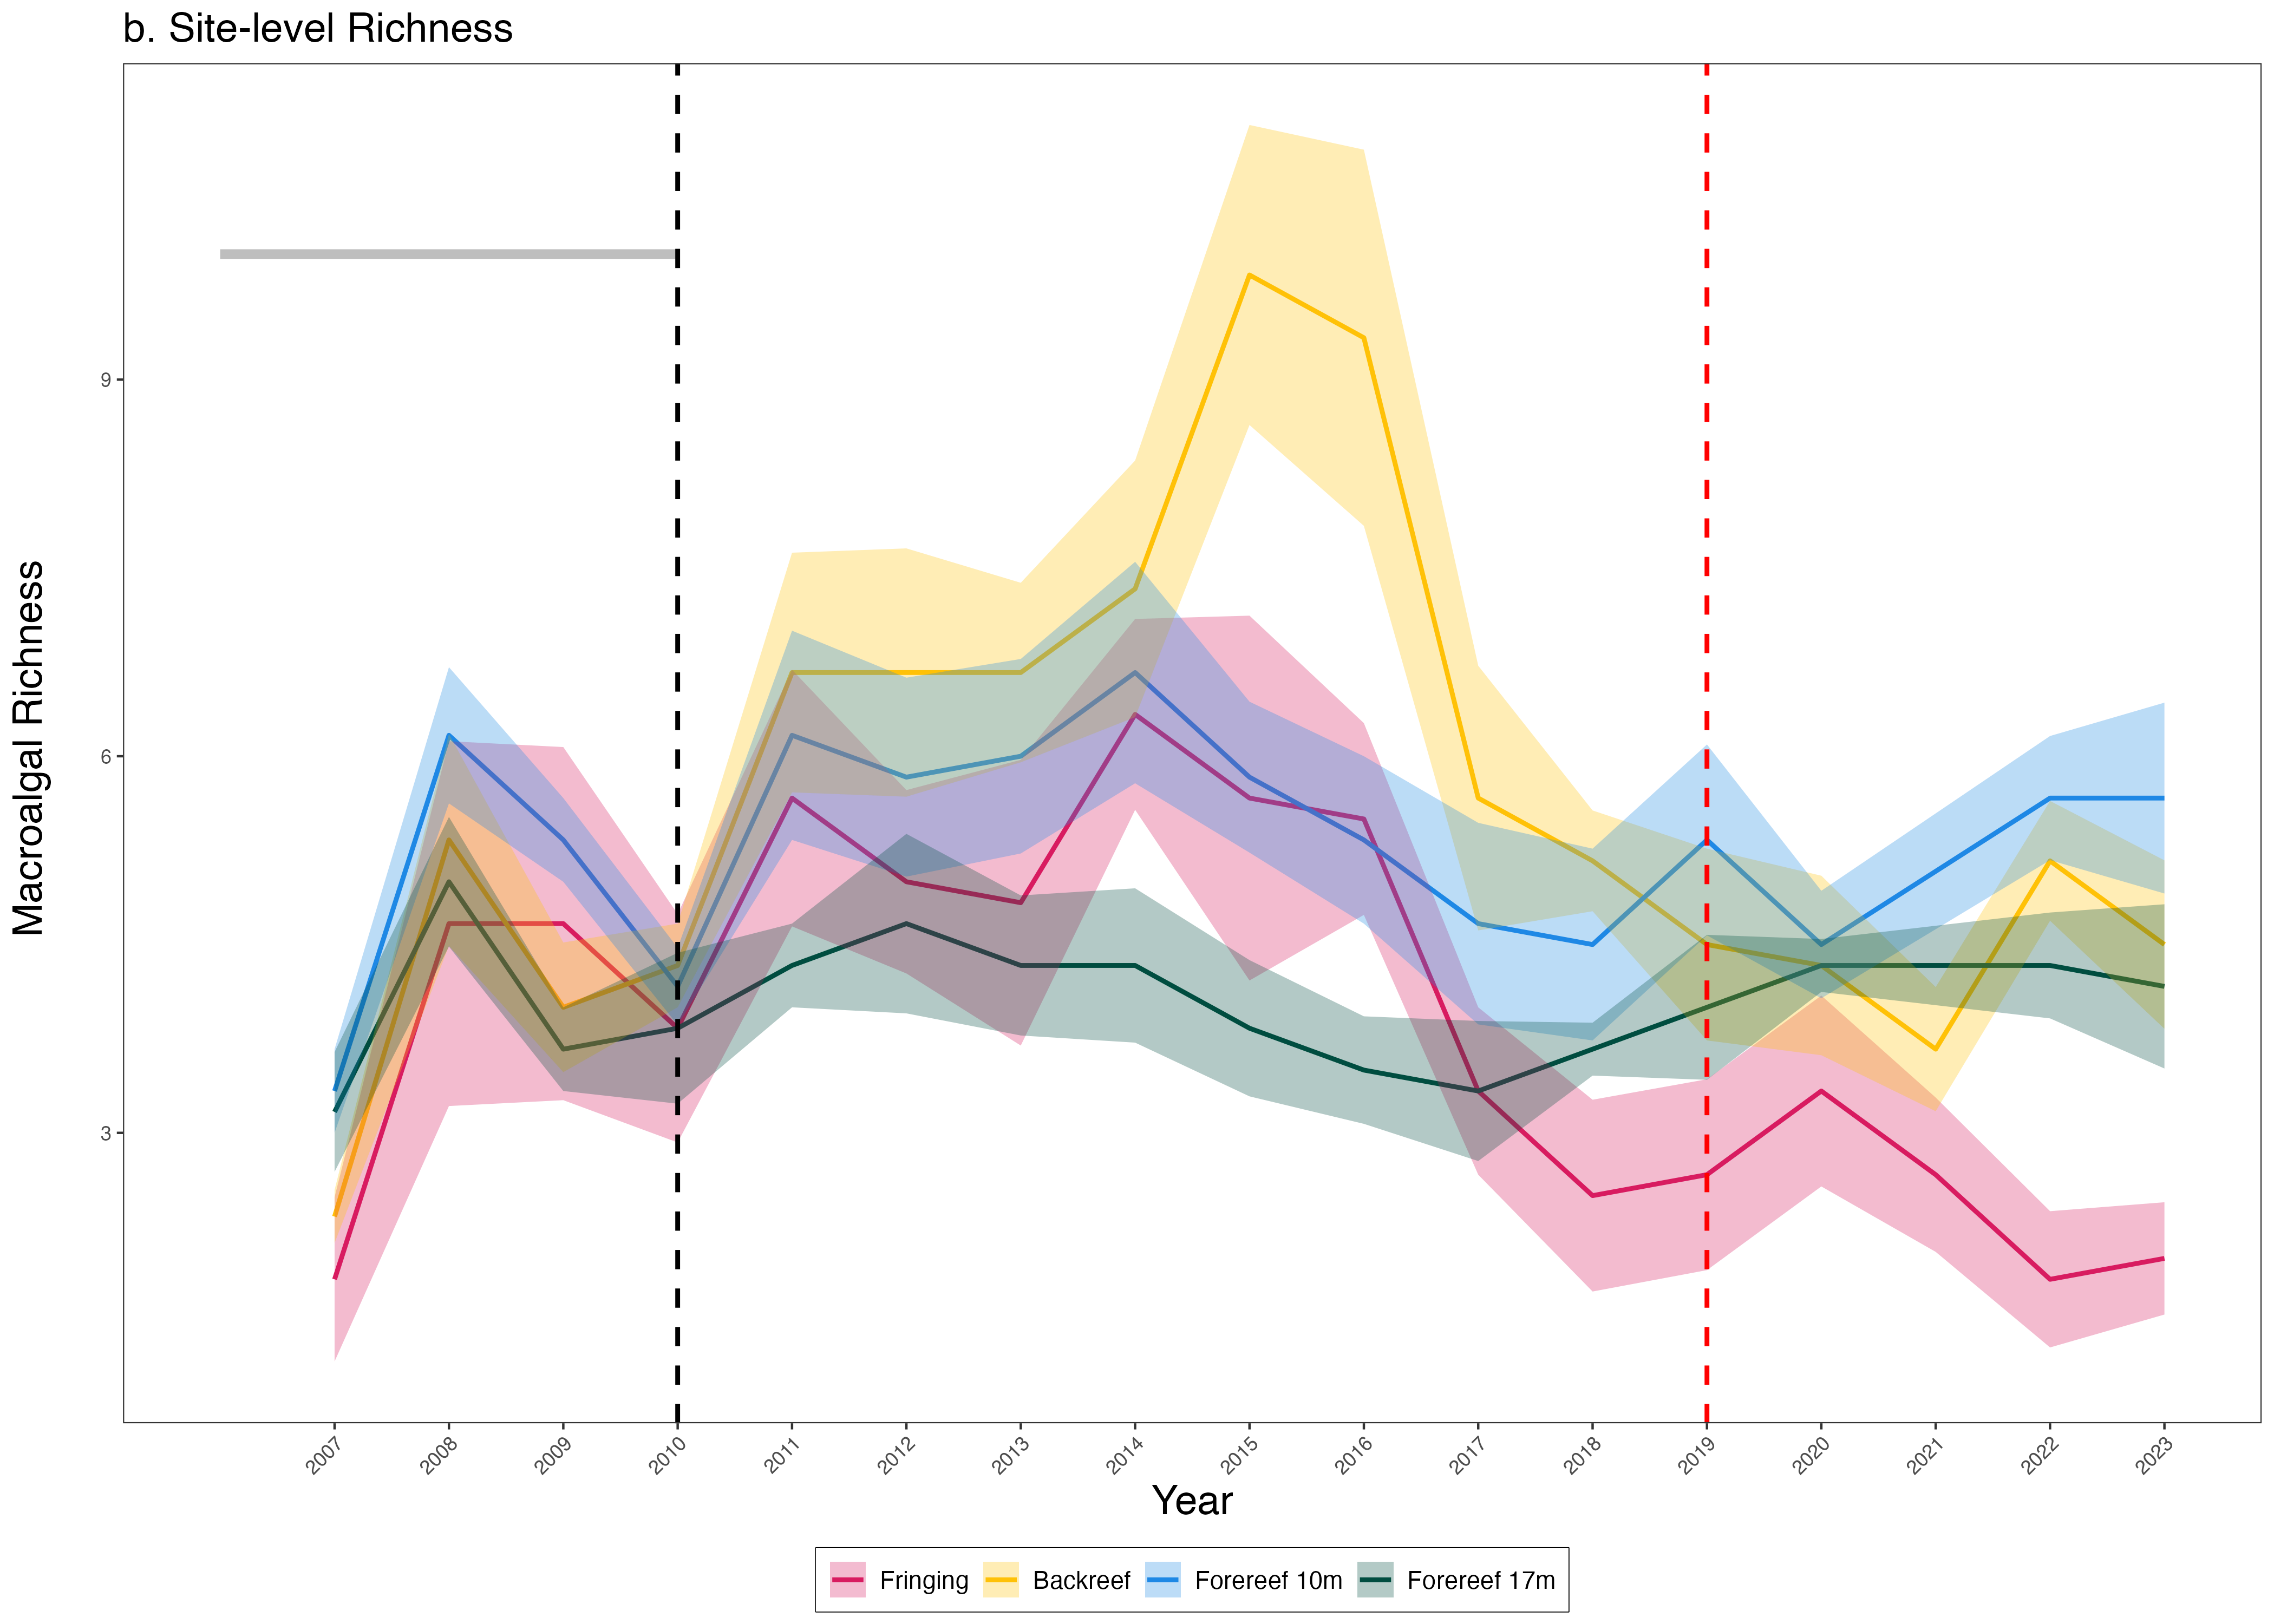 b. Site-level Richness
Macroalgal Richness
9
6
3
2007 2008 2009 2010 2011 2012 2013 2014 2015 2016 2017 2018 2019 2020 2021 2022 2023
Year
Fringing Backreef Forereef 10m Forereef 17m